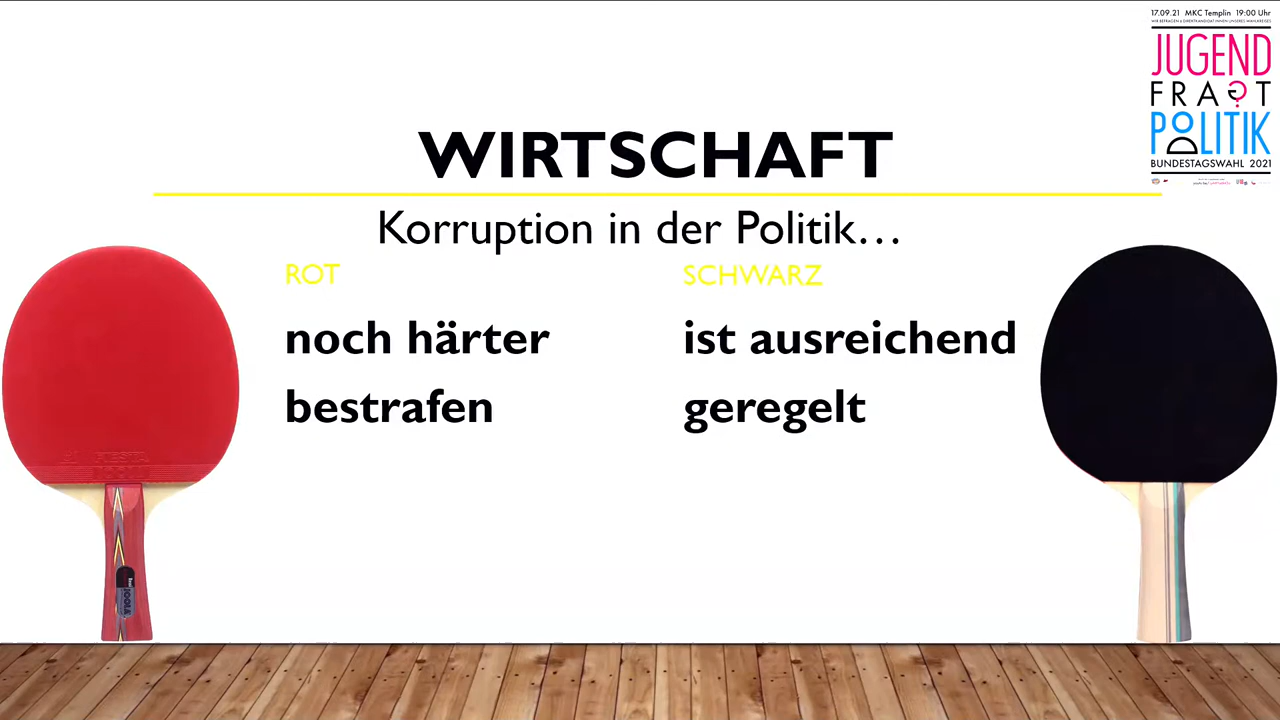 17.09.21 MKC Templin 19:00 Uhr
JUGEND
FRAGT
POLITIK
BUNDESTAGSWAHL 2021
WIRTSCHAFT
Korruption in der Politik…
ROT
SCHWARZ
noch härter
bestrafen
ist ausreichend
geregelt
JOOLA